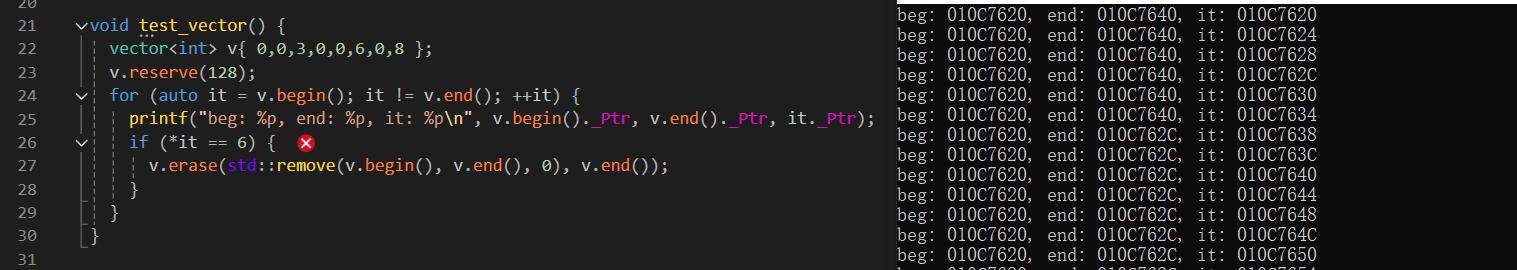 20
21 void test_vector() {
22 vector<int> v{ 0,0,3,0,0,6,0,8 };
23 v.reserve(128);
24 for (auto it = v.begin(); it != v.end(); ++it) {
25 printf("beg: %p, end: %p, it: %p\n", v.begin()._Ptr, v.end()._Ptr, it._Ptr);
26 if (*it == 6) {
27 v.erase(std::remove(v.begin(), v.end(), 0), v.end());
28 }
29 }
30 }
31
beg: 010C7620, end: 010C7640, it: 010C7620
beg: 010C7620, end: 010C7640, it: 010C7624
beg: 010C7620, end: 010C7640, it: 010C7628
beg: 010C7620, end: 010C7640, it: 010C762C
beg: 010C7620, end: 010C7640, it: 010C7630
beg: 010C7620, end: 010C7640, it: 010C7634
beg: 010C7620, end: 010C762C, it: 010C7638
beg: 010C7620, end: 010C762C, it: 010C763C
beg: 010C7620, end: 010C762C, it: 010C7640
beg: 010C7620, end: 010C762C, it: 010C7644
beg: 010C7620, end: 010C762C, it: 010C7648
beg: 010C7620, end: 010C762C, it: 010C764C
beg: 010C7620, end: 010C762C, it: 010C7650